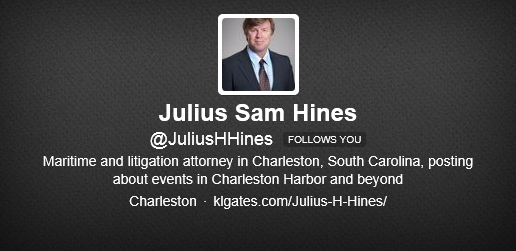 Julius Sam Hines
@JuliusHHines FOLLOWS YOU
Maritime and litigation attorney in Charleston, South Carolina, posting
about events in Charleston Harbor and beyond
Charleston · klgates.com/Julius-H-Hines/